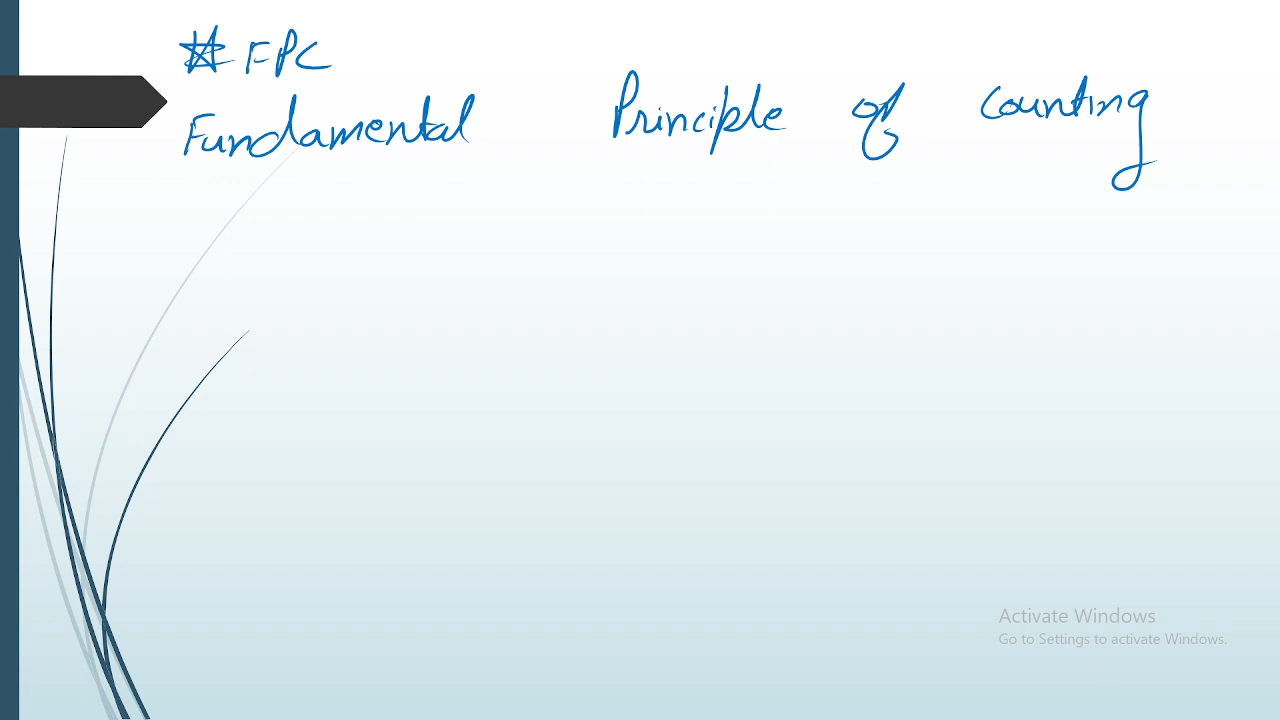 * FPC
Fundamental Principle of counting
Activate Windows
Go to Settings to activate Windows.